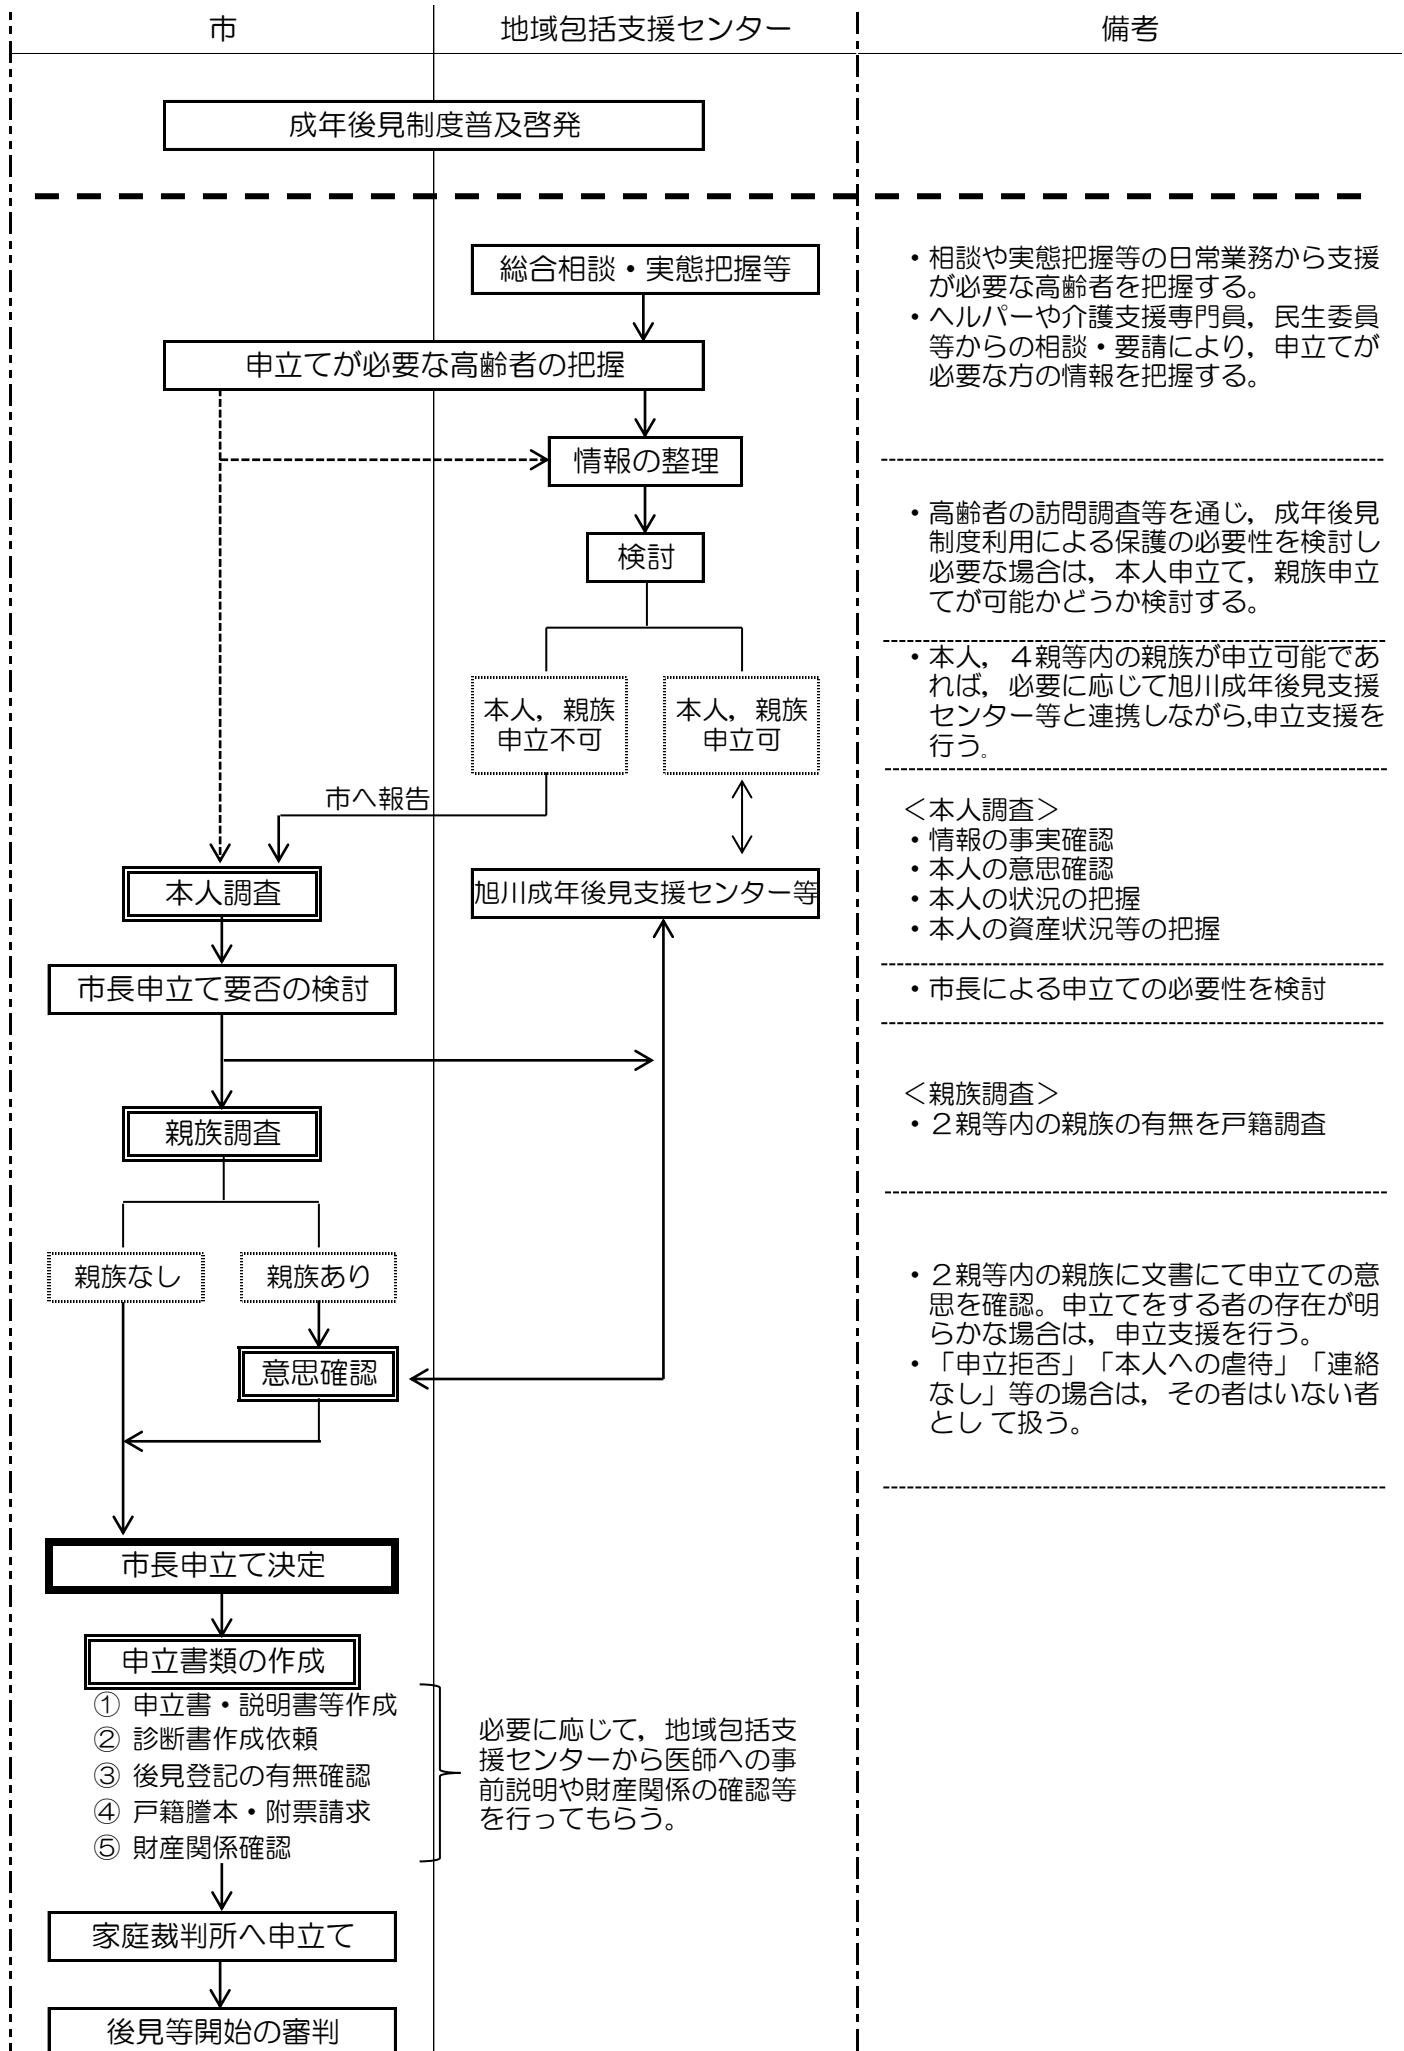 市
地域包括支援センター
備考
成年後見制度普及啓発
総合相談・実態把握等
・相談や実態把握等の日常業務から支援
が必要な高齢者を把握する。
・ヘルパーや介護支援専門員，民生委員
等からの相談・要請により，申立てが
必要な方の情報を把握する。
申立てが必要な高齢者の把握
情報の整理
検討
・高齢者の訪問調査等を通じ，成年後見
制度利用による保護の必要性を検討し
必要な場合は，本人申立て，親族申立
てが可能かどうか検討する。
本人，親族
申立不可
本人，親族
申立可
・本人，４親等内の親族が申立可能であ
れば，必要に応じて旭川成年後見支援
センター等と連携しながら,申立支援を
行う。
市へ報告
本人調査
旭川成年後見支援センター等
＜本人調査＞
・情報の事実確認
・本人の意思確認
・本人の状況の把握
・本人の資産状況等の把握
市長申立て要否の検討
・市長による申立ての必要性を検討
親族調査
＜親族調査＞
・２親等内の親族の有無を戸籍調査
親族なし
親族あり
意思確認
・２親等内の親族に文書にて申立ての意
思を確認。申立てをする者の存在が明
らかな場合は，申立支援を行う。
・「申立拒否」「本人への虐待」「連絡
なし」等の場合は，その者はいない者
とし て扱う。
市長申立て決定
申立書類の作成
① 申立書・説明書等作成
② 診断書作成依頼
③ 後見登記の有無確認
④ 戸籍謄本・附票請求
⑤ 財産関係確認
必要に応じて，地域包括支
援センターから医師への事
前説明や財産関係の確認等
を行ってもらう。
家庭裁判所へ申立て
後見等開始の審判